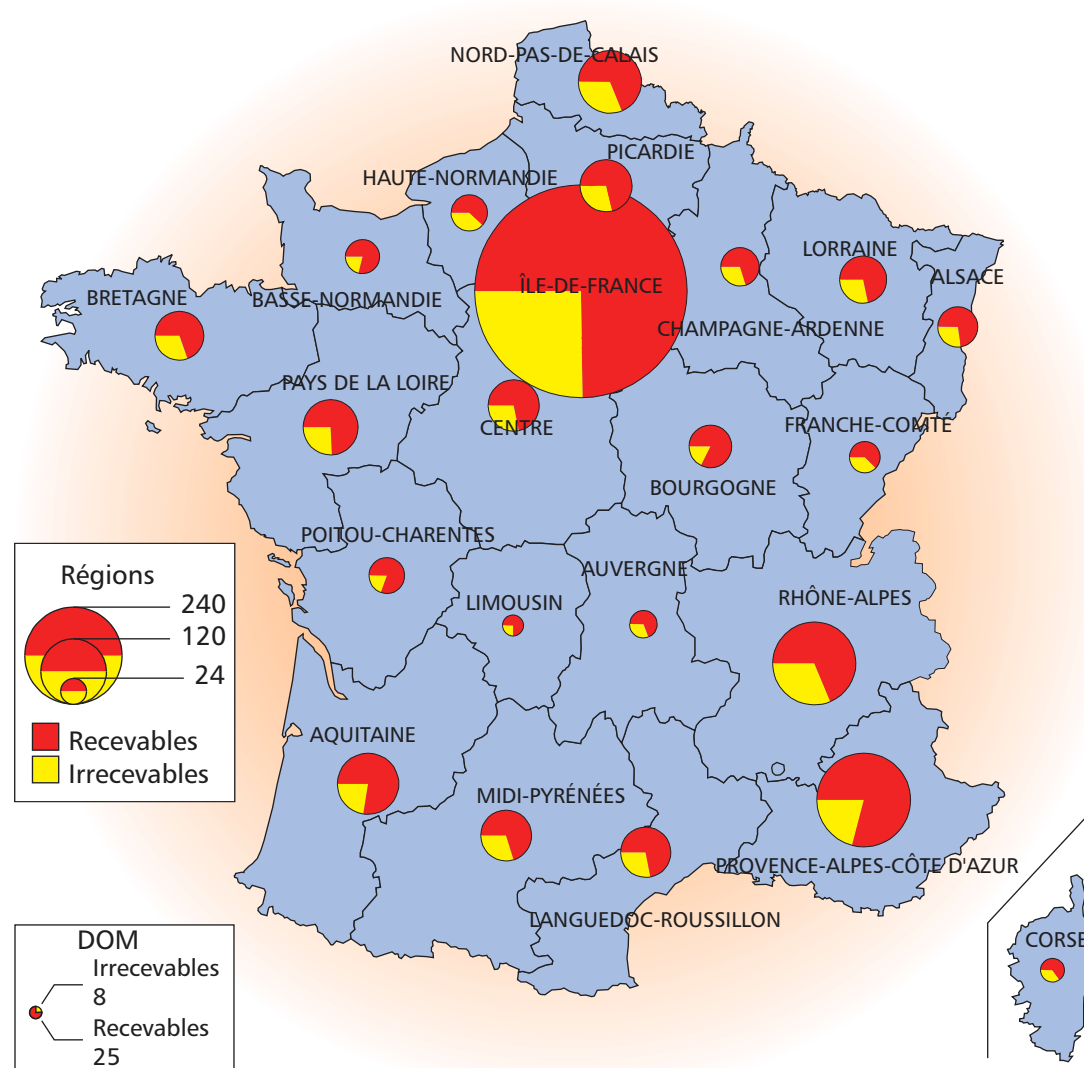 NORD-PAS-DE-CALAIS
PICARDIE
HAUTE-NORMANDIE
LORRAINE
ALSACE
ÎLE-DE-FRANCE
BRETAGNE
BASSE-NORMANDIE
CHAMPAGNE-ARDENNE
PAYS DE LA LOIRE
CENTRE
FRANCHE-COMTÉ
BOURGOGNE
POITOU-CHARENTES
AUVERGNE
LIMOUSIN
RHÔNE-ALPES
Régions
240
120
24
Recevables
Irrecevables
AQUITAINE
MIDI-PYRÉNÉES
PROVENCE-ALPES-CÔTE D'AZUR
LANGUEDOC-ROUSSILLON
CORSE
DOM
Irrecevables
8
Recevables
25